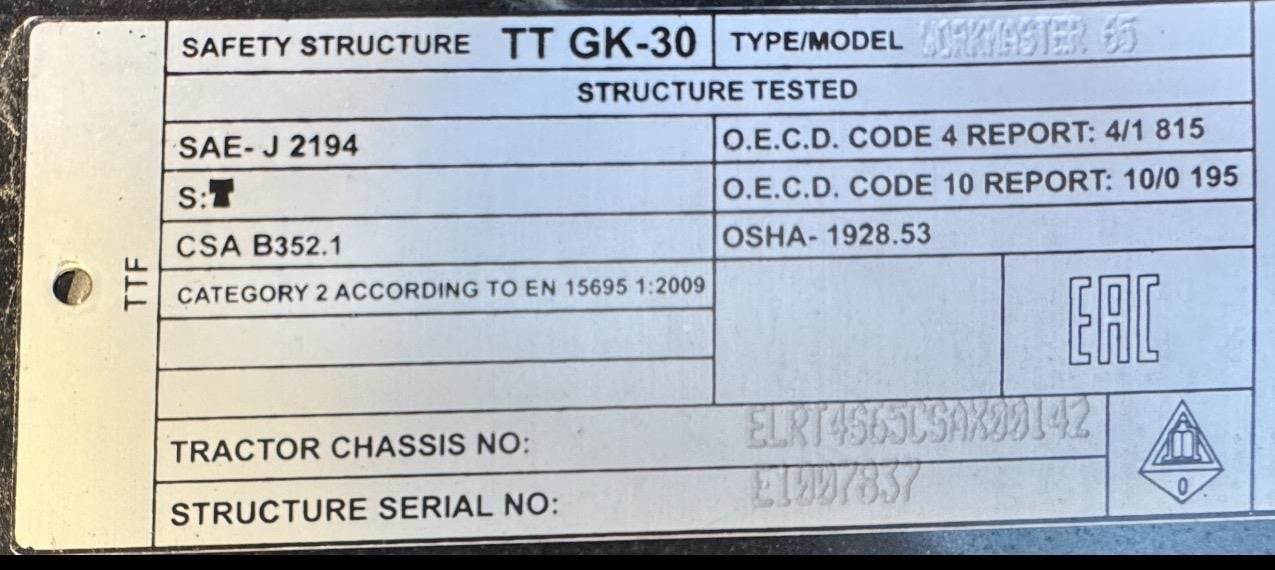 SAFETY STRUCTURE TT GK-30 TYPE/MODEL WORKMASTER 65
STRUCTURE TESTED
SAE- J 2194 O.E.C.D. CODE 4 REPORT: 4/1 815
S:T O.E.C.D. CODE 10 REPORT: 10/0 195
CSA B352.1 OSHA- 1928.53
CATEGORY 2 ACCORDING TO EN 15695 1:2009
EAC
TTF
TRACTOR CHASSIS NO: ELRT4S65CSAX00142
STRUCTURE SERIAL NO: E1007837
0